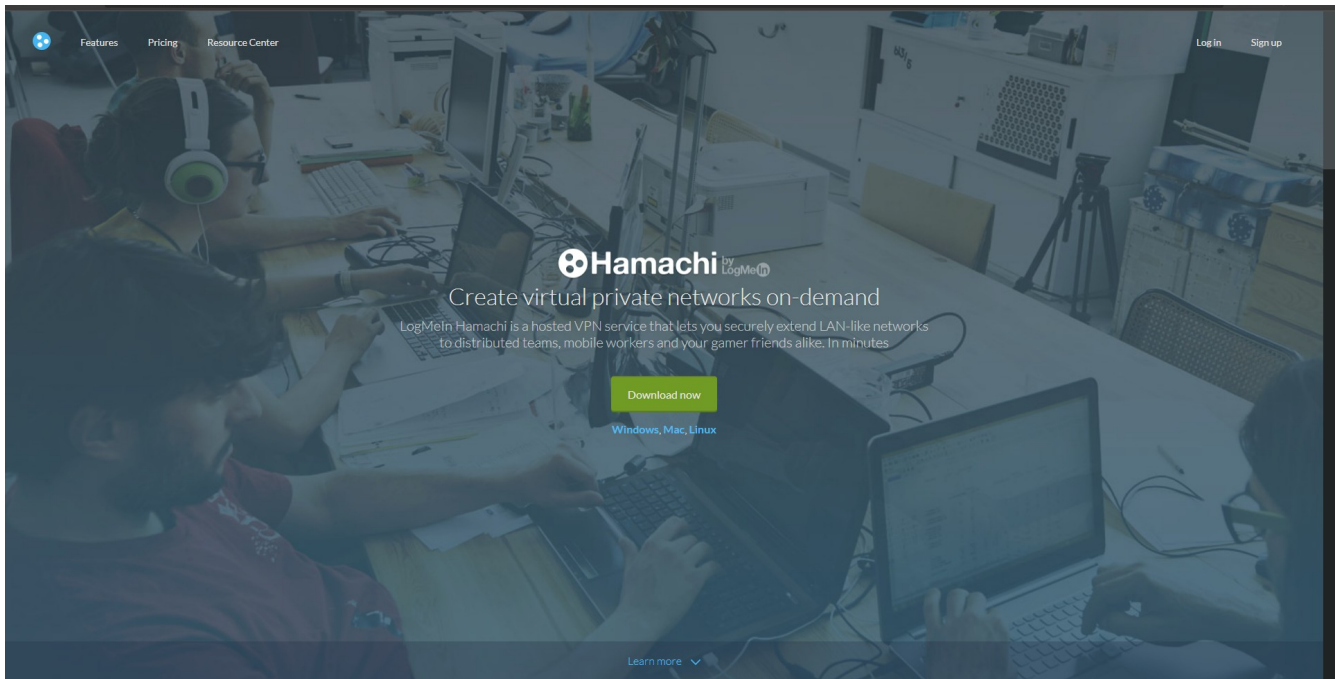 Features Pricing Resource Center Log in Sign up
Hamachi by LogMeIn
Create virtual private networks on-demand
LogMeIn Hamachi is a hosted VPN service that lets you securely extend LAN-like networks
to distributed teams, mobile workers and your gamer friends alike. In minutes
Download now
Windows, Mac, Linux
Learn more